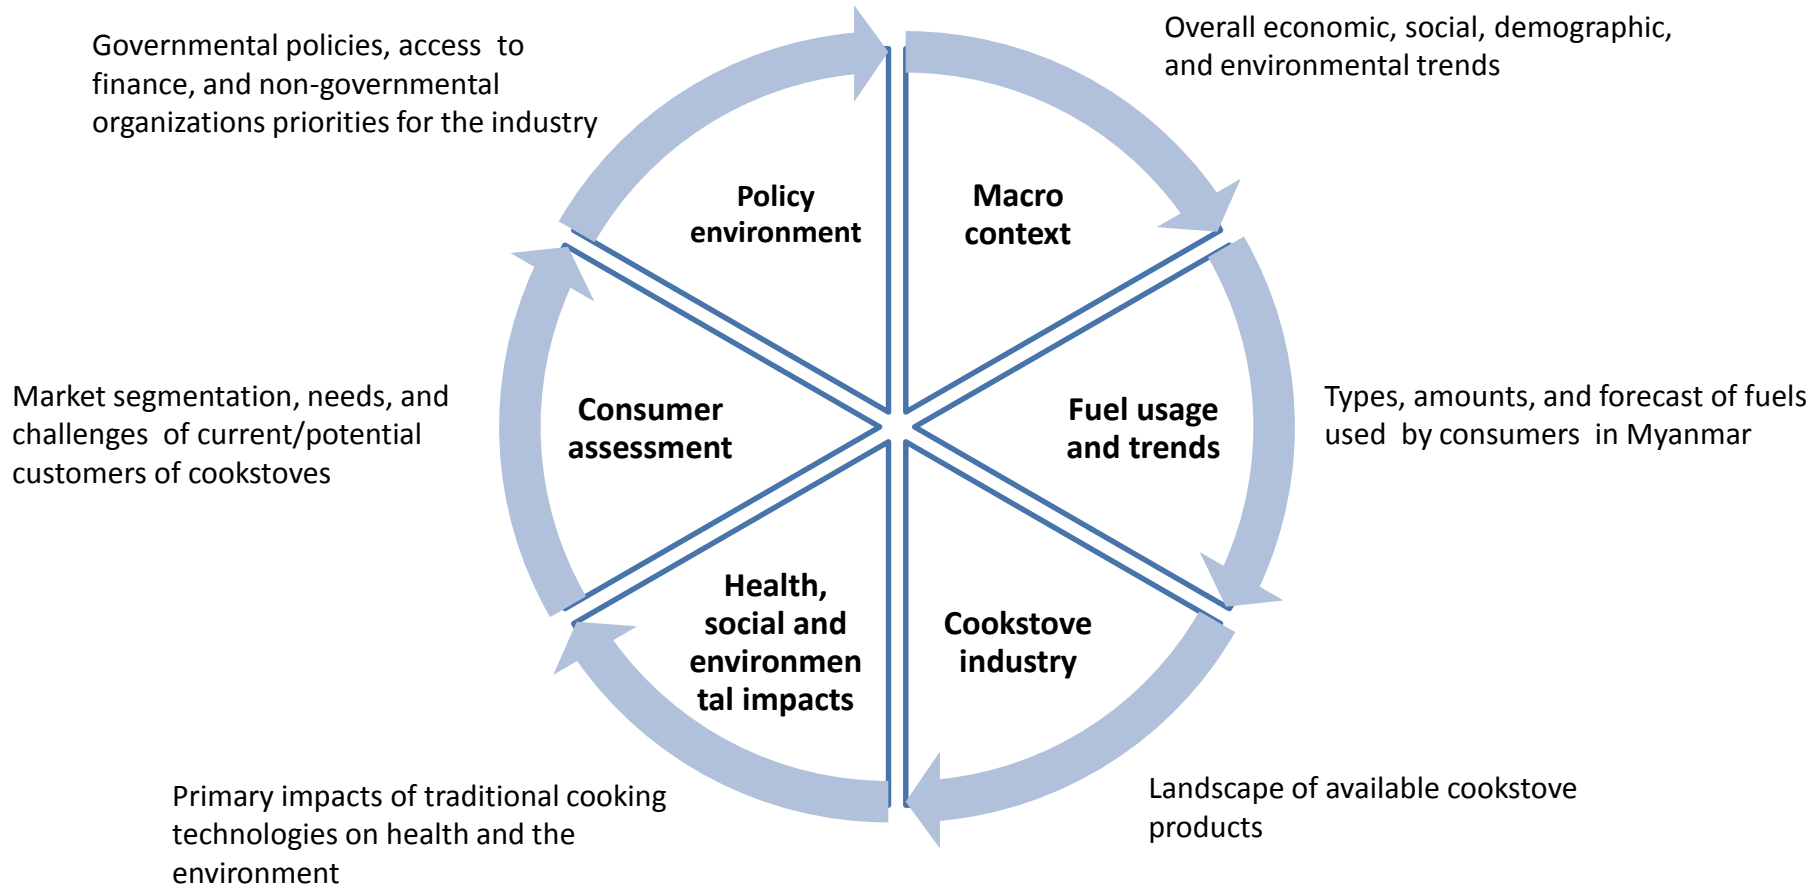 Governmental policies, access to
finance, and non-governmental
organizations priorities for the industry
Overall economic, social, demographic,
and environmental trends
Policy
environment
Macro
context
Market segmentation, needs, and
challenges of current/potential
customers of cookstoves
Consumer
assessment
Fuel usage
and trends
Types, amounts, and forecast of fuels
used by consumers in Myanmar
Health,
social and
environmen
tal impacts
Cookstove
industry
Primary impacts of traditional cooking
technologies on health and the
environment
Landscape of available cookstove
products